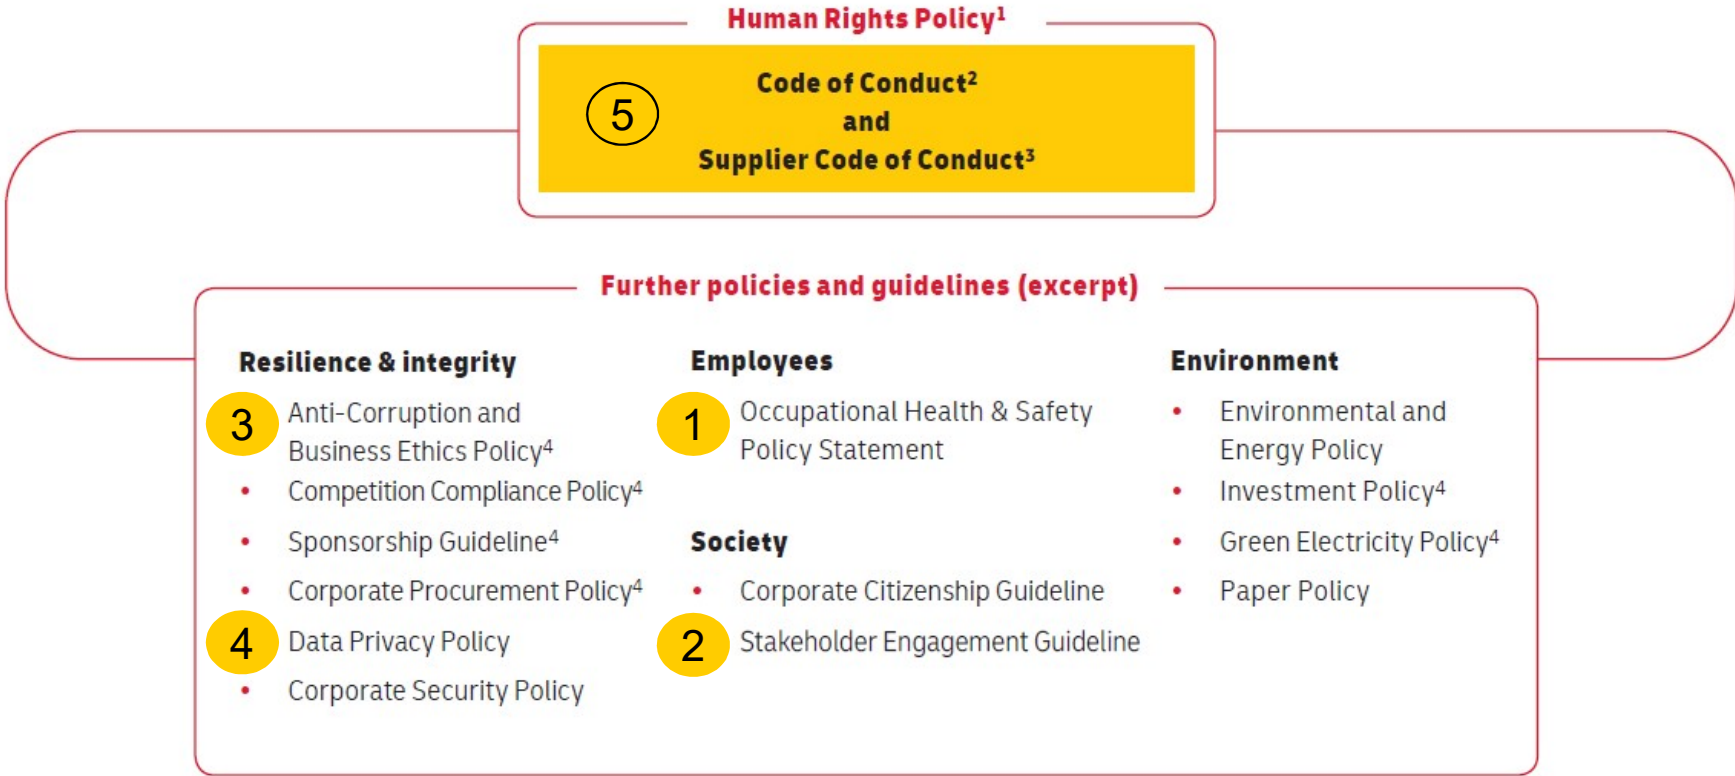 Human Rights Policy¹
5
Code of Conduct²
and
Supplier Code of Conduct³
Further policies and guidelines (excerpt)
Resilience & integrity
3
Anti-Corruption and
Business Ethics Policy⁴
• Competition Compliance Policy⁴
• Sponsorship Guideline⁴
• Corporate Procurement Policy⁴
4
Data Privacy Policy
• Corporate Security Policy
Employees
1
Occupational Health & Safety
Policy Statement
Society
• Corporate Citizenship Guideline
2
Stakeholder Engagement Guideline
Environment
• Environmental and
Energy Policy
• Investment Policy⁴
• Green Electricity Policy⁴
• Paper Policy